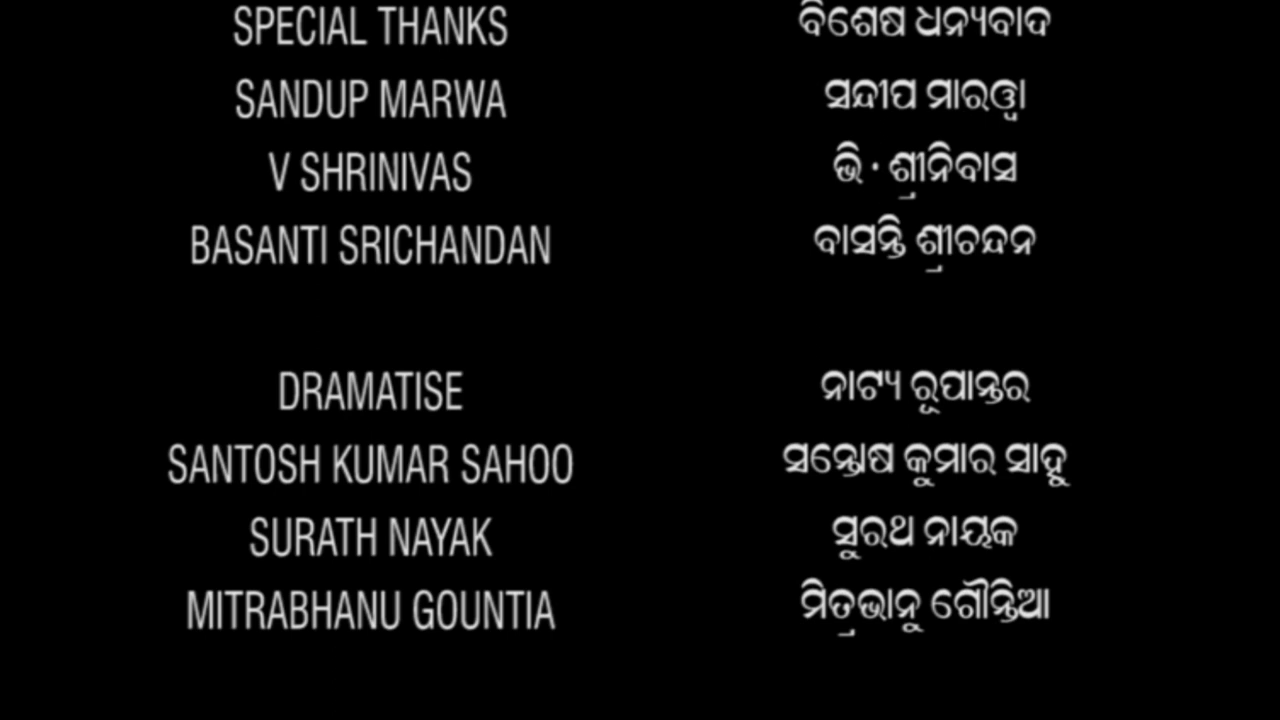 SPECIAL THANKS ବିଶେଷ ଧନ୍ୟବାଦ
SANDUP MARWA ସନ୍ଦୀପ ମାରୱା
V SHRINIVAS ଭି · ଶ୍ରୀନିବାସ
BASANTI SRICHANDAN ବାସନ୍ତି ଶ୍ରୀଚନ୍ଦନ
DRAMATISE ନାଟ୍ୟ ରୂପାନ୍ତର
SANTOSH KUMAR SAHOO ସନ୍ତୋଷ କୁମାର ସାହୁ
SURATH NAYAK ସୁରଥ ନାୟକ
MITRABHANU GOUNTIA ମିତ୍ରଭାନୁ ଗୌନ୍ତିଆ